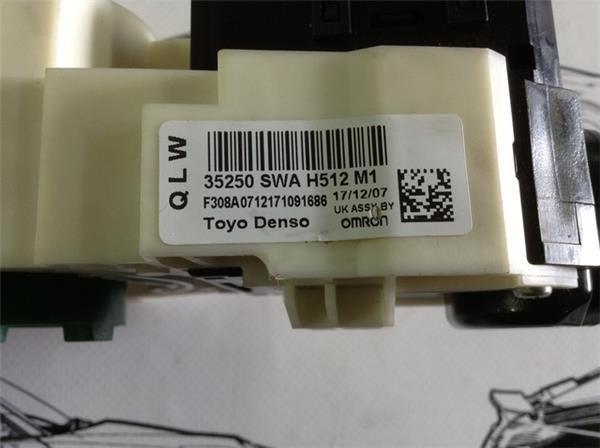 QLW
35250 SWA H512 M1
F308A0712171091686 17/12/07
UK ASSY BY
Toyo Denso OMRON